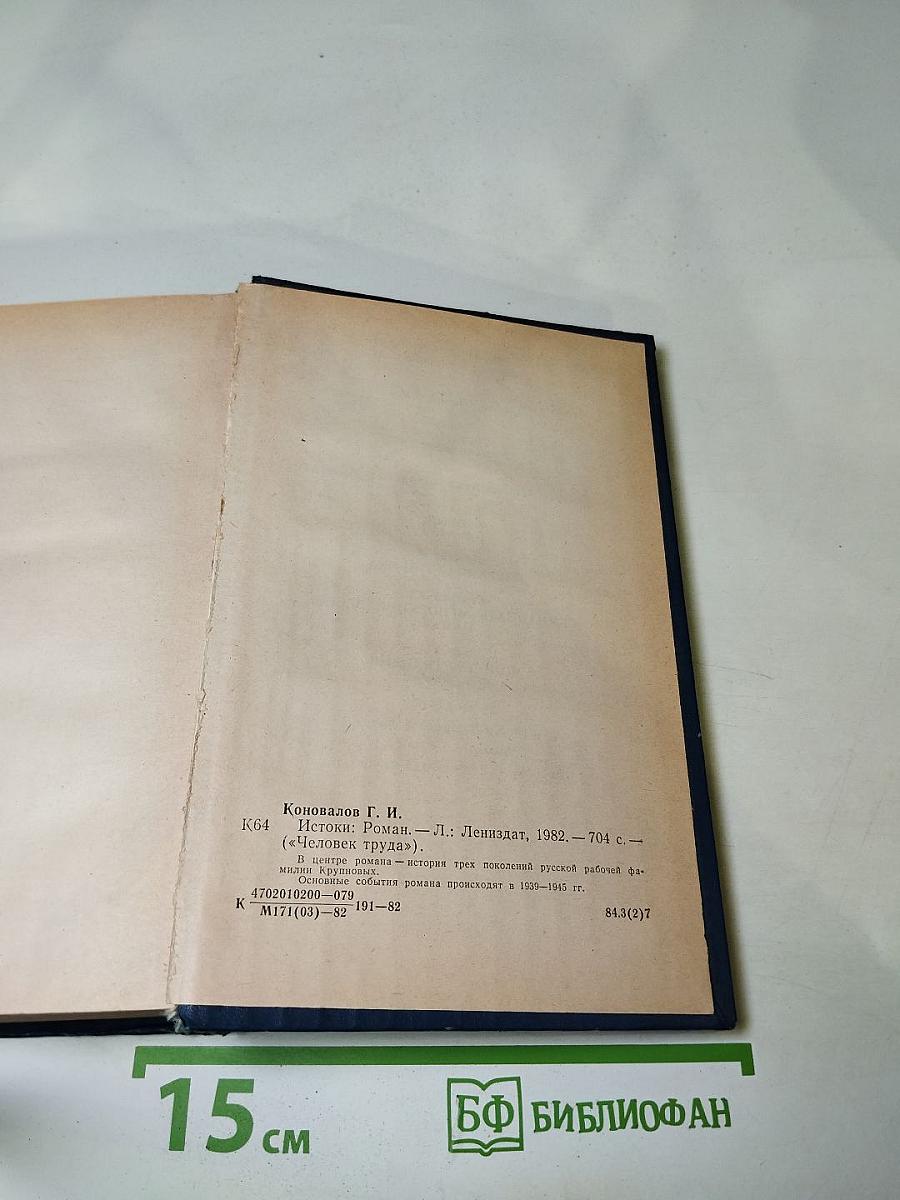 Коновалов Г. И.
К64 Истоки: Роман. — Л.: Лениздат, 1982. — 704 с. —
(«Человек труда»).
В центре романа — история трех поколений русской рабочей фа-
милии Крупновых.
Основные события романа происходят в 1939—1945 гг.
К 4702010200—079 191—82
М171(03)—82
84.3(2)7
15 см
БФ БИБЛИОФАН